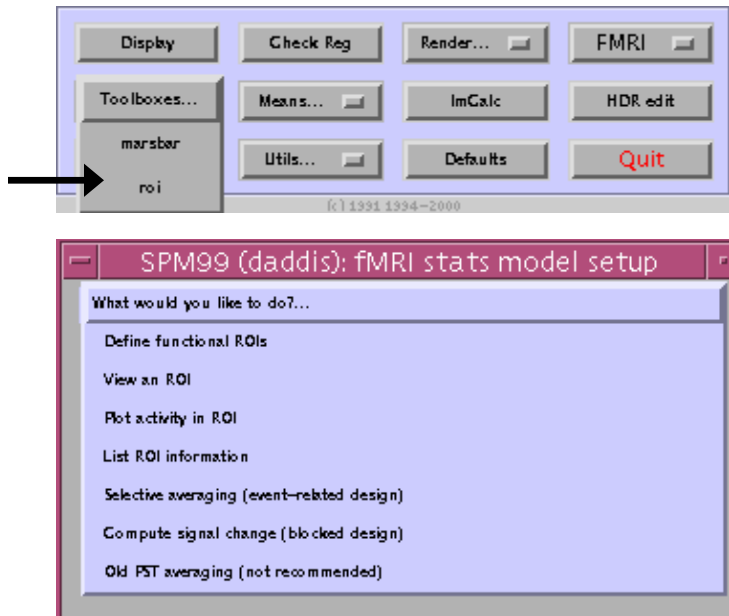 Display Check Reg Render... FMRI
Toolboxes... Means... ImCalc HDR edit
marsbar
Utils... Defaults Quit
roi
(c) 1991 1994-2000
SPM99 (daddis): fMRI stats model setup
What would you like to do?...
Define functional ROIs
View an ROI
Plot activity in ROI
List ROI information
Selective averaging (event-related design)
Compute signal change (blocked design)
Old PST averaging (not recommended)